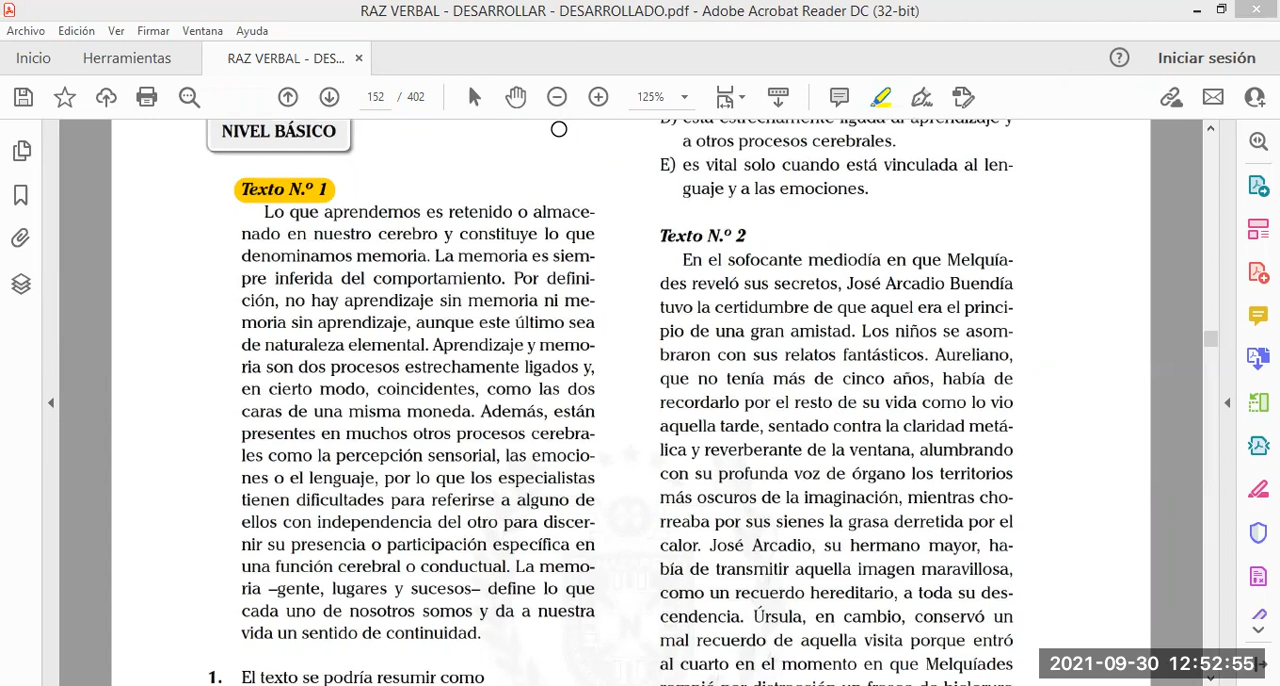 RAZ VERBAL - DESARROLLAR - DESARROLLADO.pdf - Adobe Acrobat Reader DC (32-bit)
Archivo Edición Ver Firmar Ventana Ayuda
Inicio Herramientas RAZ VERBAL - DES... × Iniciar sesión
152 / 402 125%
NIVEL BÁSICO
Texto N.º 1
Lo que aprendemos es retenido o almace-
nado en nuestro cerebro y constituye lo que
denominamos memoria. La memoria es siem-
pre inferida del comportamiento. Por defini-
ción, no hay aprendizaje sin memoria ni me-
moria sin aprendizaje, aunque este último sea
de naturaleza elemental. Aprendizaje y memo-
ria son dos procesos estrechamente ligados y,
en cierto modo, coincidentes, como las dos
caras de una misma moneda. Además, están
presentes en muchos otros procesos cerebra-
les como la percepción sensorial, las emocio-
nes o el lenguaje, por lo que los especialistas
tienen dificultades para referirse a alguno de
ellos con independencia del otro para discer-
nir su presencia o participación específica en
una función cerebral o conductual. La memo-
ria –gente, lugares y sucesos– define lo que
cada uno de nosotros somos y da a nuestra
vida un sentido de continuidad.
1. El texto se podría resumir como
D) está estrechamente ligada al aprendizaje y
a otros procesos cerebrales.
E) es vital solo cuando está vinculada al len-
guaje y a las emociones.
Texto N.º 2
En el sofocante mediodía en que Melquía-
des reveló sus secretos, José Arcadio Buendía
tuvo la certidumbre de que aquel era el princi-
pio de una gran amistad. Los niños se asom-
braron con sus relatos fantásticos. Aureliano,
que no tenía más de cinco años, había de
recordarlo por el resto de su vida como lo vio
aquella tarde, sentado contra la claridad metá-
lica y reverberante de la ventana, alumbrando
con su profunda voz de órgano los territorios
más oscuros de la imaginación, mientras cho-
rreaba por sus sienes la grasa derretida por el
calor. José Arcadio, su hermano mayor, ha-
bía de transmitir aquella imagen maravillosa,
como un recuerdo hereditario, a toda su des-
cendencia. Úrsula, en cambio, conservó un
mal recuerdo de aquella visita porque entró
al cuarto en el momento en que Melquíades
2021-09-30 12:52:55